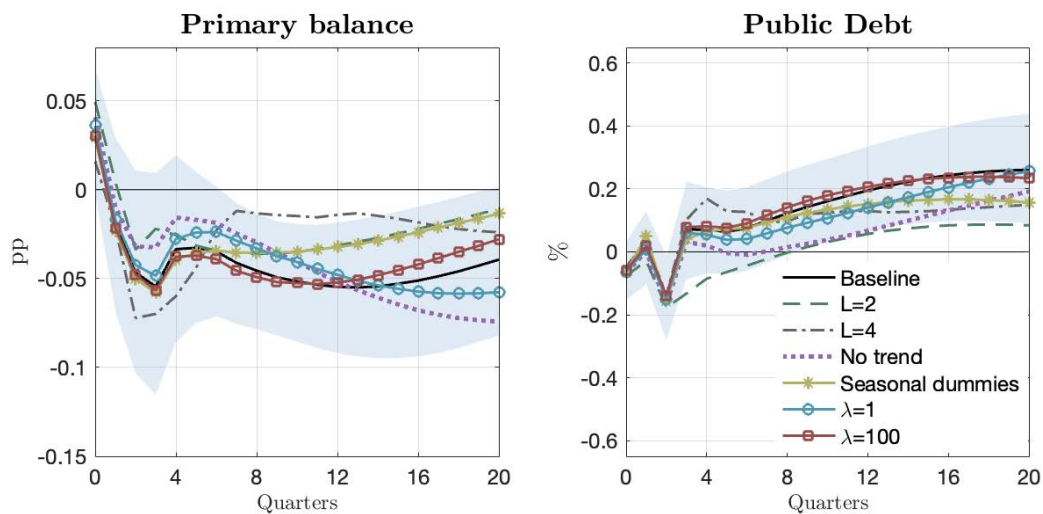 Primary balance
0.05
0
-0.05
-0.1
-0.15
pp
0 4 8 12 16 20
Quarters
Public Debt
0.6
0.4
0.2
0
-0.2
-0.4
-0.6
%
0 4 8 12 16 20
Quarters
Baseline
L=2
L=4
No trend
Seasonal dummies
λ=1
λ=100